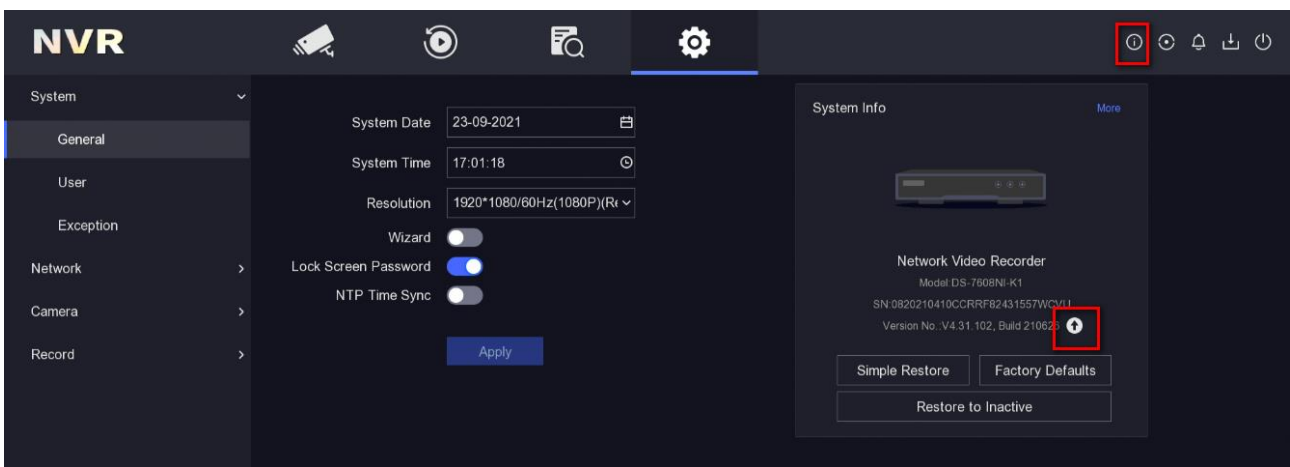 NVR
System
General
User
Exception
Network
Camera
Record
System Date 23-09-2021
System Time 17:01:18
Resolution 1920*1080/60Hz(1080P)(Re
Wizard
Lock Screen Password
NTP Time Sync
Apply
System Info More
Network Video Recorder
Model:DS-7608NI-K1
SN:0820210410CCRRF82431557WCVU
Version No.:V4.31.102, Build 210625
Simple Restore Factory Defaults
Restore to Inactive